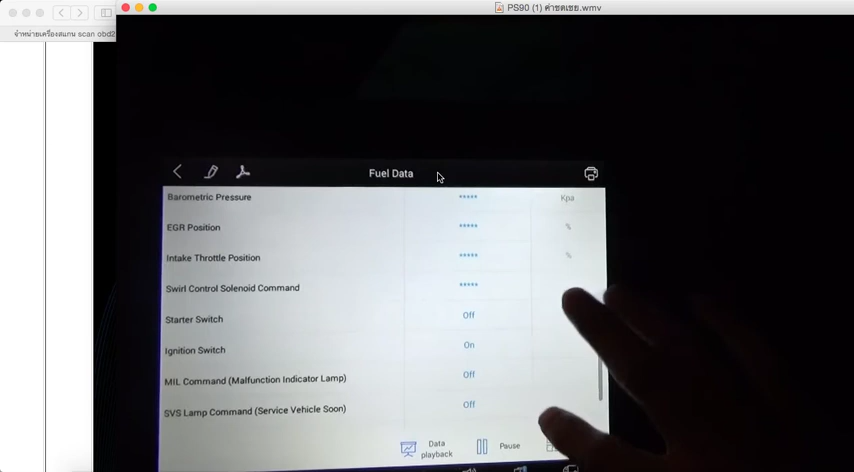 PS90 (1) ค่าชดเชย.wmv
จำหน่ายเครื่องสแกน scan obd2
Fuel Data
Barometric Pressure ***** Kpa
EGR Position ***** %
Intake Throttle Position ***** %
Swirl Control Solenoid Command *****
Starter Switch Off
Ignition Switch On
MIL Command (Malfunction Indicator Lamp) Off
SVS Lamp Command (Service Vehicle Soon) Off
Data
playback
Pause